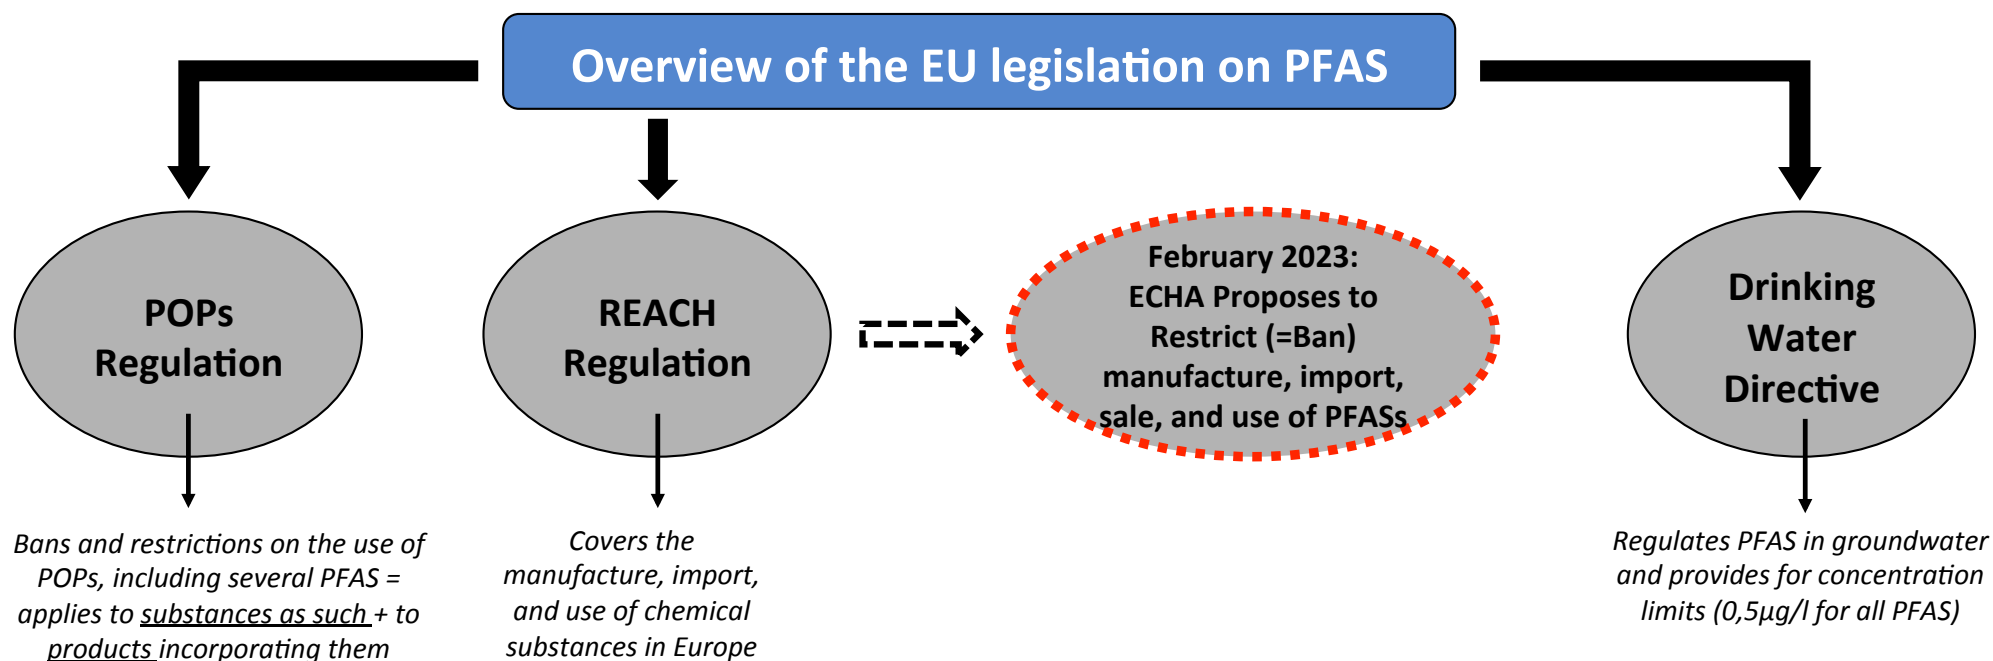 Overview of the EU legislation on PFAS
POPs
Regulation
REACH
Regulation
February 2023:
ECHA Proposes to
Restrict (=Ban)
manufacture, import,
sale, and use of PFASs
Drinking
Water
Directive
Bans and restrictions on the use of
POPs, including several PFAS =
applies to substances as such + to
products incorporating them
Covers the
manufacture, import,
and use of chemical
substances in Europe
Regulates PFAS in groundwater
and provides for concentration
limits (0,5µg/l for all PFAS)